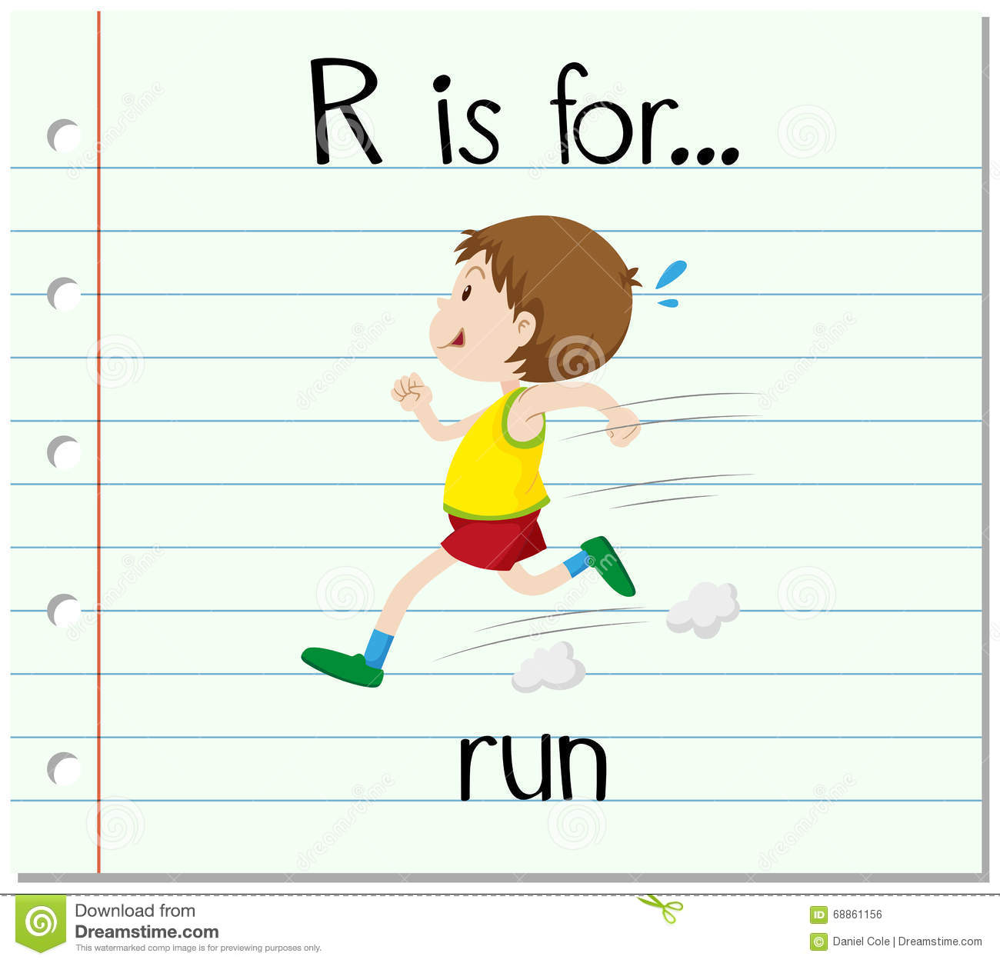 R is for...
run
Download from
Dreamstime.com
This watermarked comp image is for previewing purposes only.
ID 68861156
Daniel Cole | Dreamstime.com